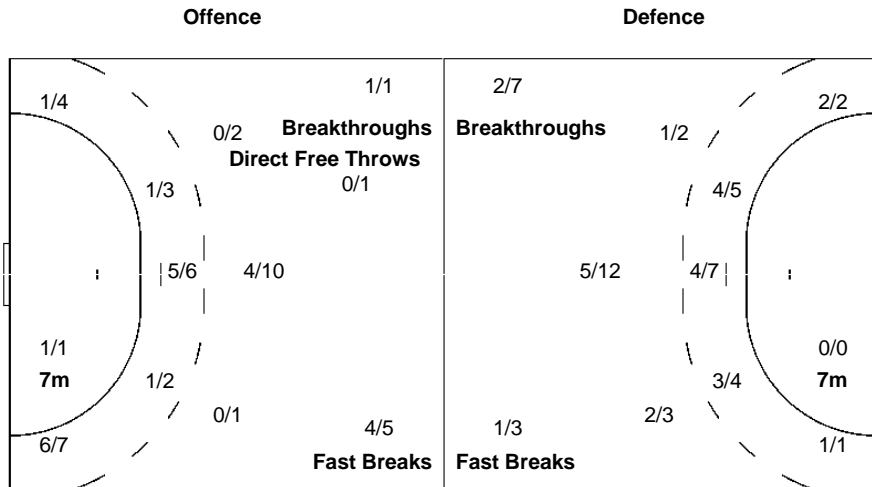 Offence Defence
1/1 2/7
1/4 2/2
0/2 Breakthroughs Breakthroughs 1/2
Direct Free Throws
1/3 0/1 4/5
5/6 4/10 5/12 4/7
1/1 0/0
7m 1/2 3/4 7m
0/1 2/3
4/5 1/3
6/7 1/1
Fast Breaks Fast Breaks